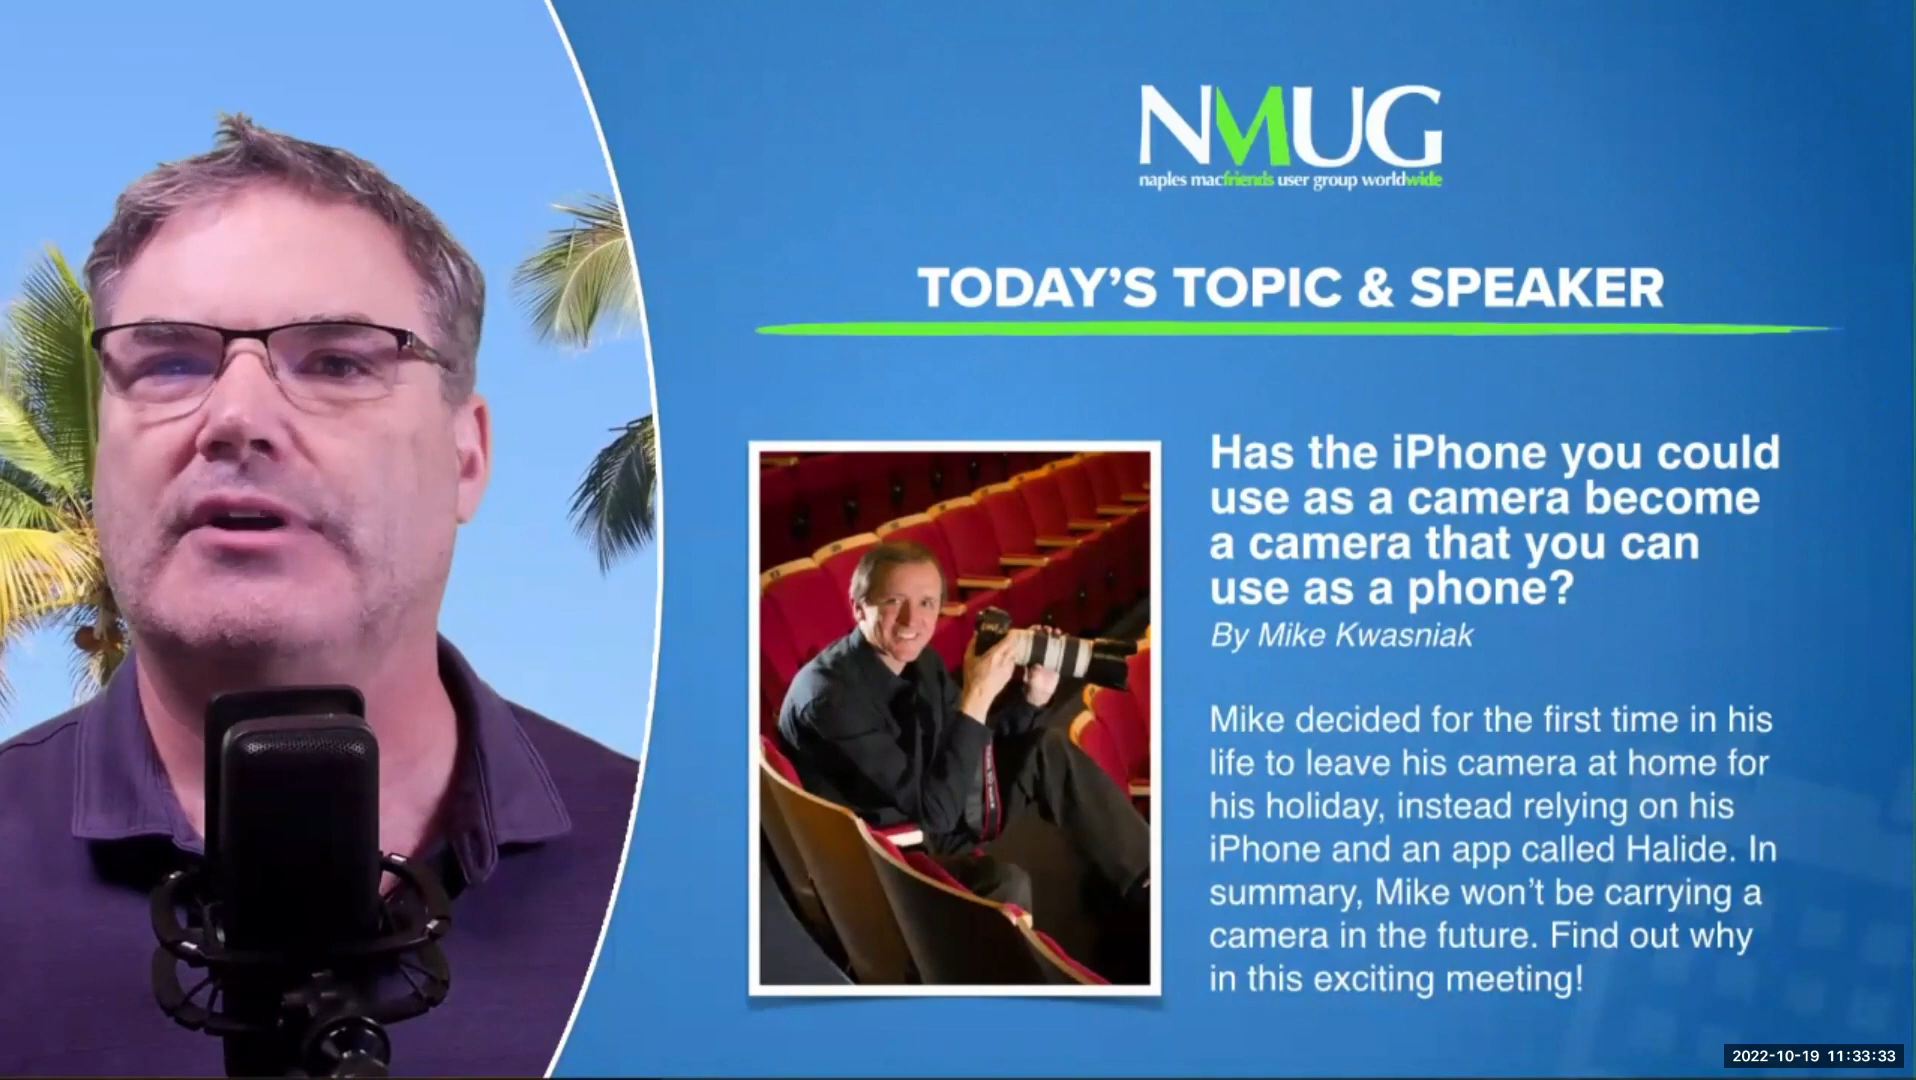 NMUG
naples macfriends user group worldwide
TODAY’S TOPIC & SPEAKER
Has the iPhone you could
use as a camera become
a camera that you can
use as a phone?
By Mike Kwasniak
Mike decided for the first time in his
life to leave his camera at home for
his holiday, instead relying on his
iPhone and an app called Halide. In
summary, Mike won’t be carrying a
camera in the future. Find out why
in this exciting meeting!
2022-10-19 11:33:33